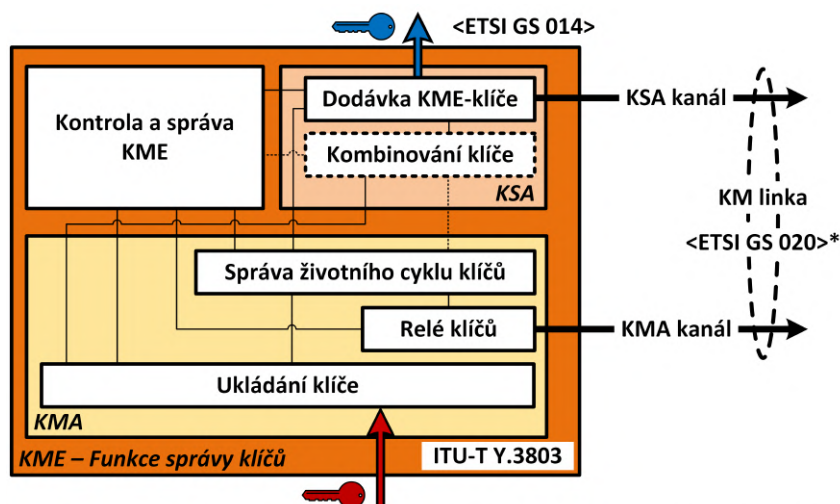 <ETSI GS 014>
Kontrola a správa
KME
Dodávka KME-klíče
KSA kanál
Kombinování klíče
KSA
KM linka
<ETSI GS 020>*
Správa životního cyklu klíčů
Relé klíčů
KMA kanál
Ukládání klíče
KMA
KME – Funkce správy klíčů
ITU-T Y.3803